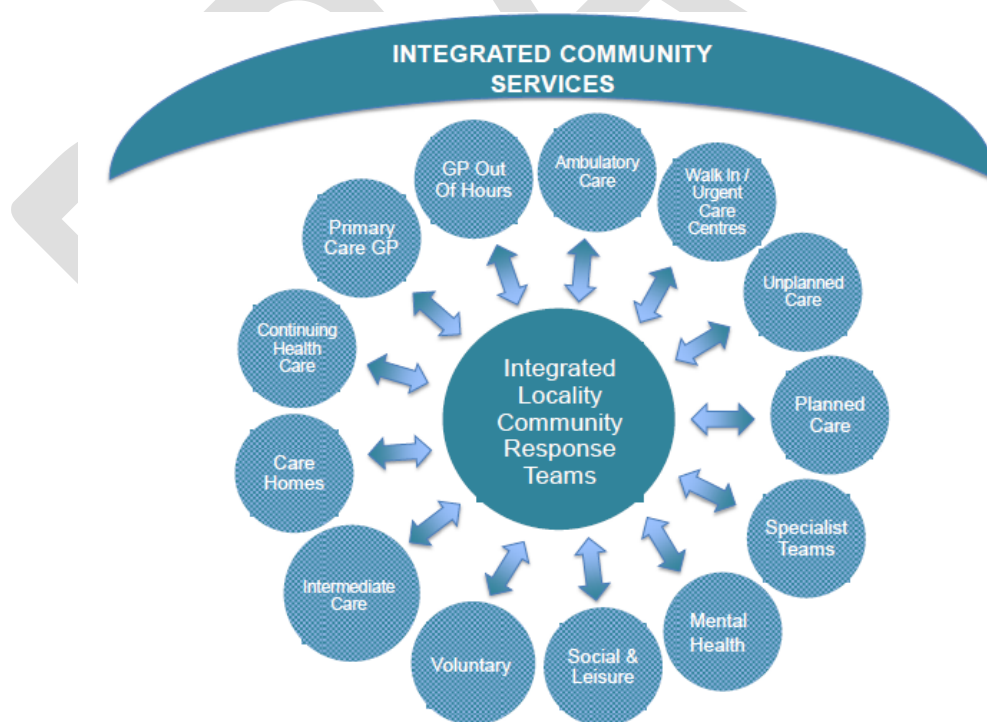 INTEGRATED COMMUNITY
SERVICES
GP Out
Of Hours
Ambulatory
Care
Walk In /
Urgent
Care
Centres
Primary
Care GP
Unplanned
Care
Continuing
Health
Care
Integrated
Locality
Community
Response
Teams
Planned
Care
Care
Homes
Specialist
Teams
Intermediate
Care
Mental
Health
Voluntary
Social &
Leisure